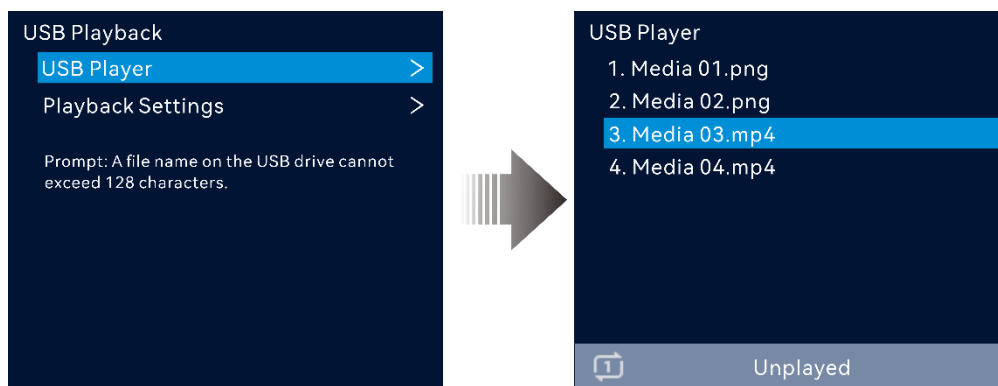 USB Playback
USB Player >
Playback Settings >
Prompt: A file name on the USB drive cannot
exceed 128 characters.
USB Player
1. Media 01.png
2. Media 02.png
3. Media 03.mp4
4. Media 04.mp4
1 Unplayed